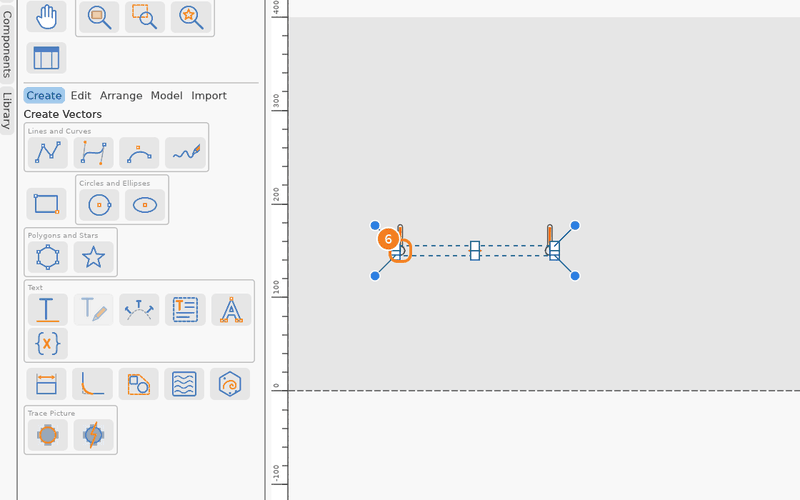 Components
Library
Create Edit Arrange Model Import
Create Vectors
Lines and Curves
Circles and Ellipses
Polygons and Stars
Text
Trace Picture
400
300
200
100
0
-100
6